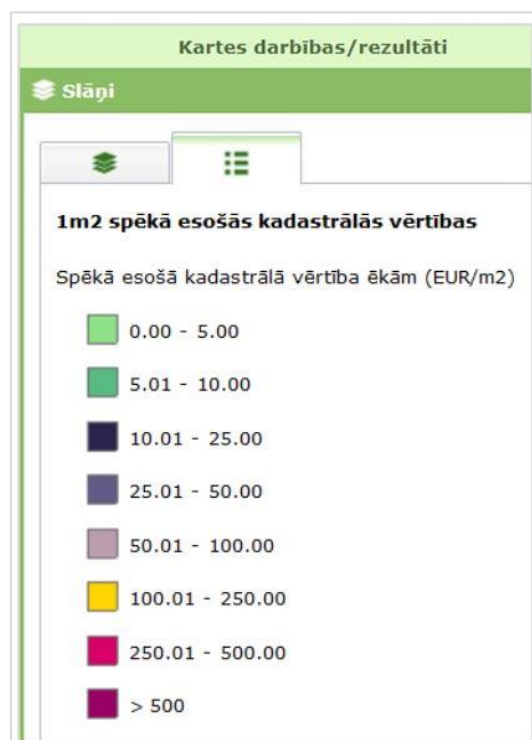 Kartes darbības/rezultāti
Slāņi
1m2 spēkā esošās kadastrālās vērtības
Spēkā esošā kadastrālā vērtība ēkām (EUR/m2)
0.00 - 5.00
5.01 - 10.00
10.01 - 25.00
25.01 - 50.00
50.01 - 100.00
100.01 - 250.00
250.01 - 500.00
> 500